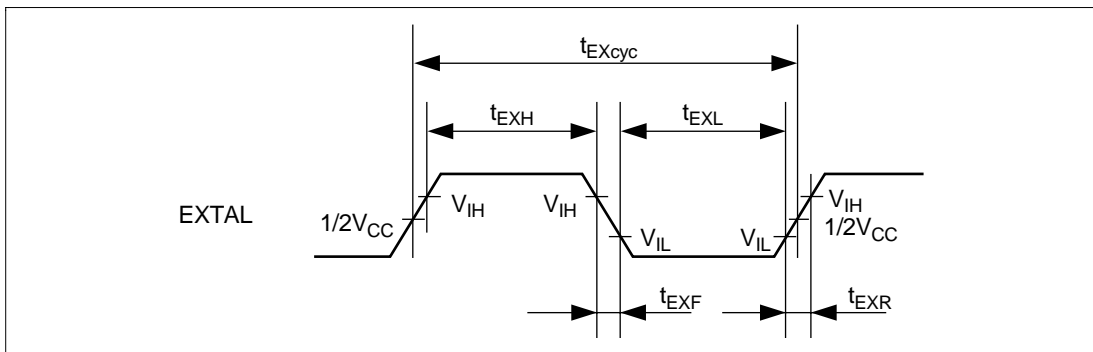 tEXcyc
tEXH
tEXL
EXTAL
1/2VCC
VIH
VIH
VIL
VIL
VIH
1/2VCC
tEXF
tEXR